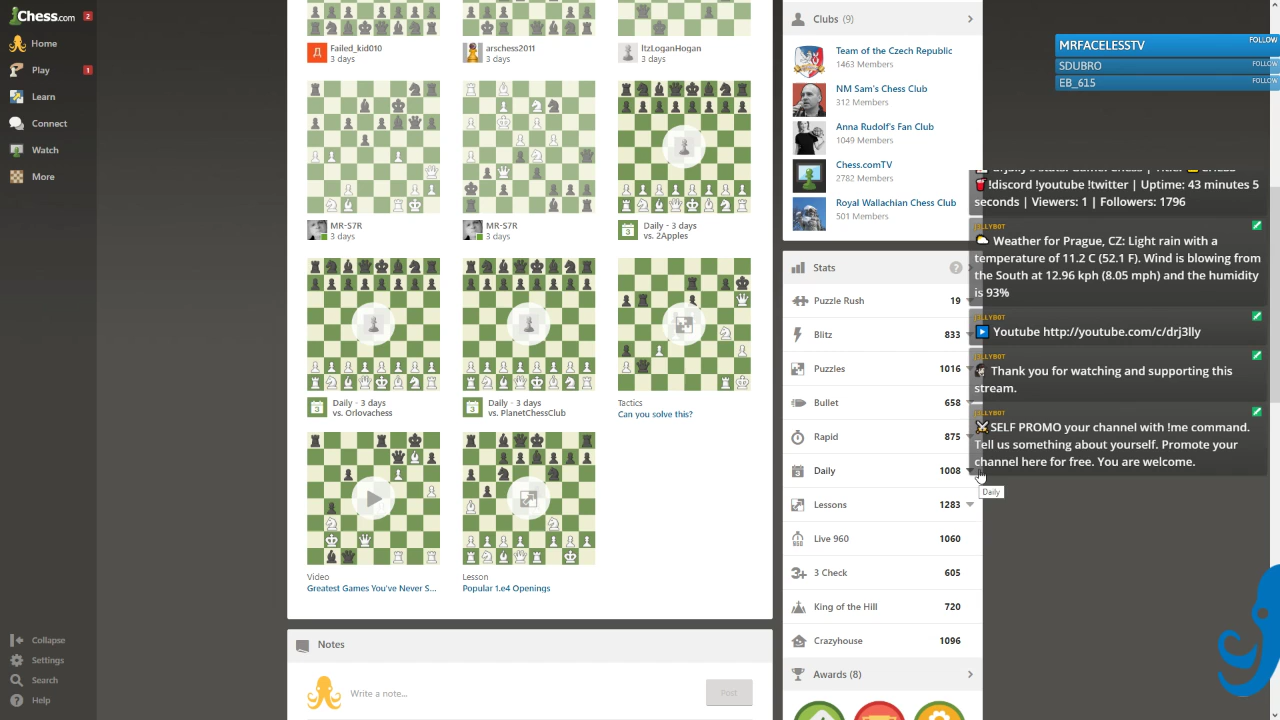 Chess.com
2
Home
Play
1
Learn
Connect
Watch
More
Collapse
Settings
Search
Help
Failed_kid010
3 days
arschess2011
3 days
ItzLoganHogan
3 days
MR-S7R
3 days
MR-S7R
3 days
Daily - 3 days
vs. 2Apples
Daily - 3 days
vs. Orlovachess
Daily - 3 days
vs. PlanetChessClub
Tactics
Can you solve this?
Video
Greatest Games You've Never S...
Lesson
Popular 1.e4 Openings
Notes
Write a note...
Post
Clubs (9)
Team of the Czech Republic
1463 Members
NM Sam's Chess Club
312 Members
Anna Rudolf's Fan Club
1049 Members
Chess.comTV
2782 Members
Royal Wallachian Chess Club
501 Members
Stats
Puzzle Rush 19
Blitz 833
Puzzles 1016
Bullet 658
Rapid 875
Daily 1008
Daily
Lessons 1283
Live 960 1060
3 Check 605
King of the Hill 720
Crazyhouse 1096
Awards (8)
MRFACELESSTV FOLLOW
SDUBRO FOLLOW
EB_615 FOLLOW
!discord !youtube !twitter | Uptime: 43 minutes 5
seconds | Viewers: 1 | Followers: 1796
Weather for Prague, CZ: Light rain with a
temperature of 11.2 C (52.1 F). Wind is blowing from
the South at 12.96 kph (8.05 mph) and the humidity
is 93%
Youtube http://youtube.com/c/drj3lly
Thank you for watching and supporting this
stream.
SELF PROMO your channel with !me command.
Tell us something about yourself. Promote your
channel here for free. You are welcome.